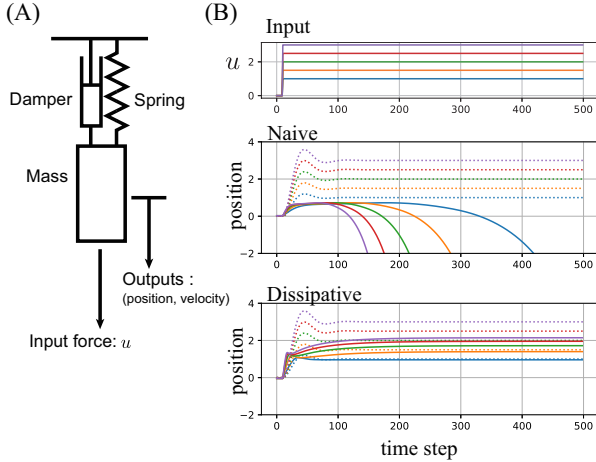 (A)
Damper
Spring
Mass
Outputs :
(position, velocity)
Input force: u
(B)
Input
u
2
0
0 100 200 300 400 500
Naive
position
4
2
0
−2
0 100 200 300 400 500
Dissipative
position
4
2
0
−2
0 100 200 300 400 500
time step